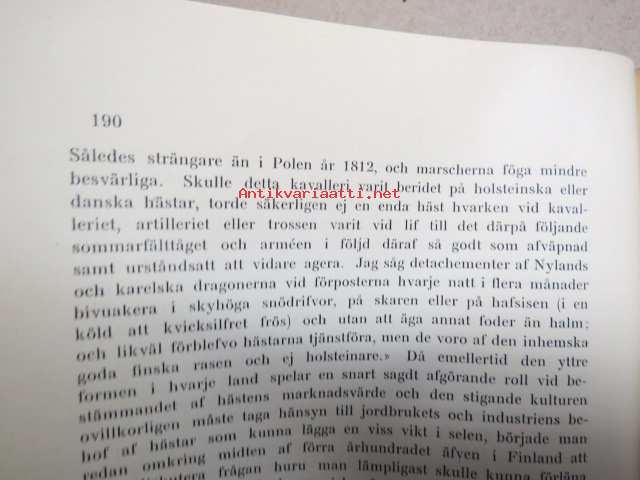 190
Således strängare än i Polen år 1812, och marscherna föga mindre
besvärliga. Skulle detta kavalleri varit beridet på holsteinska eller
Antikvariaatti.net
danska hästar, torde säkerligen ej en enda häst hvarken vid kaval-
leriet, artilleriet eller trossen varit vid lif till det därpå följande
sommarfälttåget och arméen i följd däraf så godt som afväpnad
samt urståndsatt att vidare agera. Jag såg detachementer af Nylands
och karelska dragonerna vid förposterna hvarje natt i flera månader
bivuakera i skyhöga snödrifvor, på skaren eller på hafsisen (i en
köld att kvicksilfret frös) och utan att äga annat foder än halm;
och likväl förblefvo hästarna tjänstföra, men de voro af den inhemska
goda finska rasen och ej holsteinare.» Då emellertid den yttre
formen i hvarje land spelar en snart sagdt afgörande roll vid be-
stämmandet af hästens marknadsvärde och den stigande kulturen
ovillkorligen måste taga hänsyn till jordbrukets och industriens be-
hof af hästar som kunna lägga en viss vikt i selen, började man
redan omkring midten af förra århundradet äfven i Finland att
frågan huru man lämpligast skulle kunna förläna